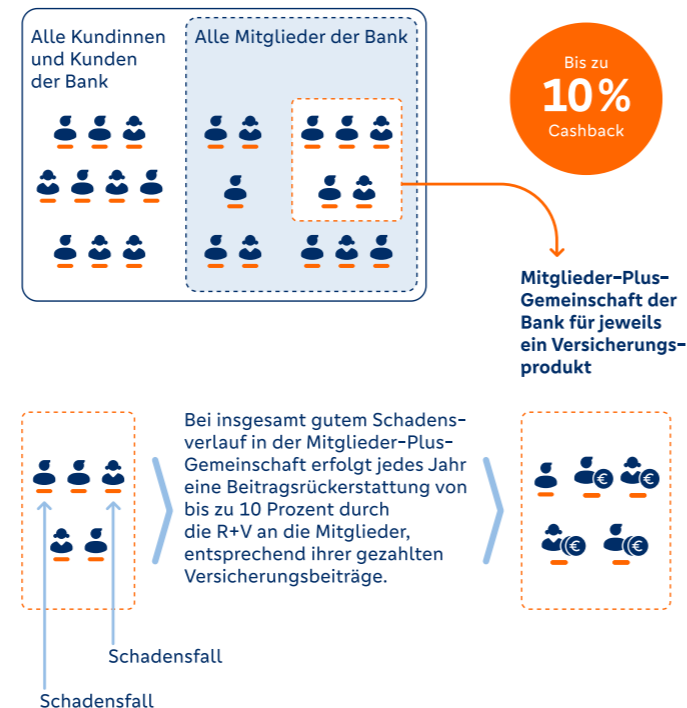 Alle Kundinnen
und Kunden
der Bank
Alle Mitglieder der Bank
Bis zu
10 %
Cashback
Mitglieder-Plus-
Gemeinschaft der
Bank für jeweils
ein Versicherungs-
produkt
Bei insgesamt gutem Schadens-
verlauf in der Mitglieder-Plus-
Gemeinschaft erfolgt jedes Jahr
eine Beitragsrückerstattung von
bis zu 10 Prozent durch
die R+V an die Mitglieder,
entsprechend ihrer gezahlten
Versicherungsbeiträge.
€
€
€
€
Schadensfall
Schadensfall